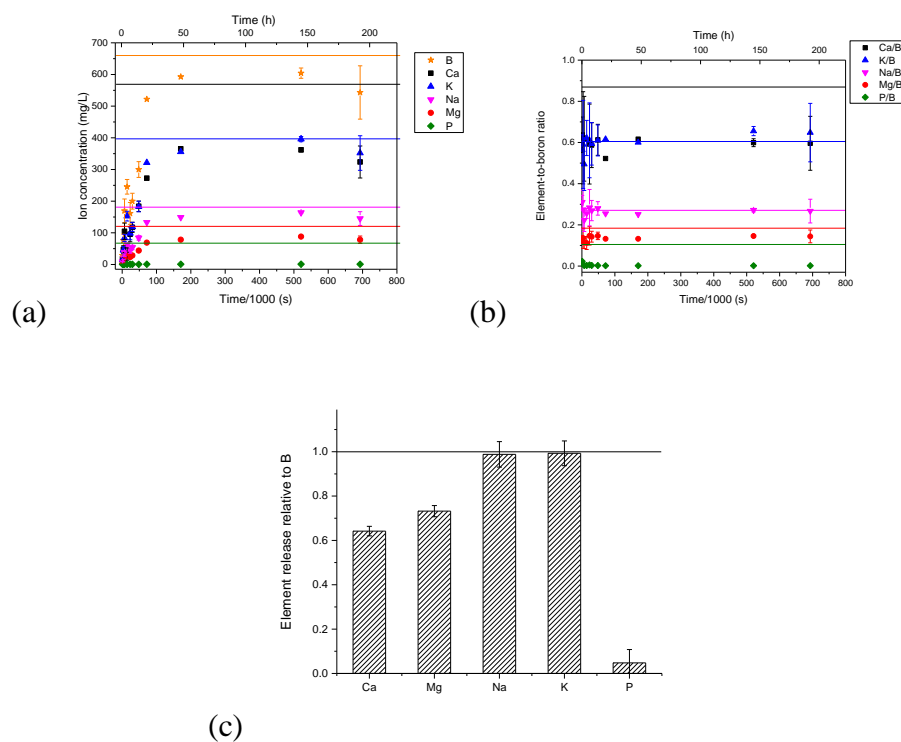 Time (h)
0 50 100 150 200
700
600
500
400
300
200
100
0
Ion concentration (mg/L)
0 100 200 300 400 500 600 700 800
Time/1000 (s)
B
Ca
K
Na
Mg
P
(a)
Time (h)
0 50 100 150 200
1.0
0.8
0.6
0.4
0.2
0.0
Element-to-boron ratio
0 100 200 300 400 500 600 700 800
Time/1000 (s)
Ca/B
K/B
Na/B
Mg/B
P/B
(b)
1.0
0.8
0.6
0.4
0.2
0.0
Element release relative to B
Ca Mg Na K P
(c)